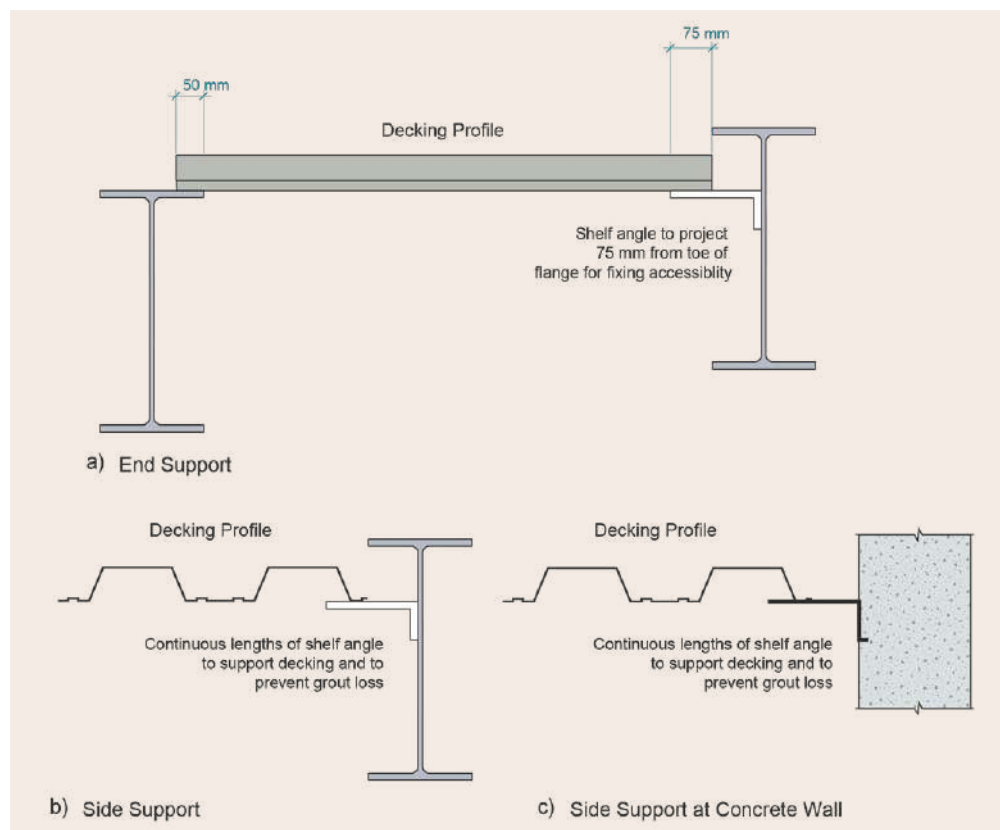 75 mm
50 mm
Decking Profile
Shelf angle to project
75 mm from toe of
flange for fixing accessiblity
a) End Support
Decking Profile
Continuous lengths of shelf angle
to support decking and to
prevent grout loss
b) Side Support
Decking Profile
Continuous lengths of shelf angle
to support decking and to
prevent grout loss
c) Side Support at Concrete Wall